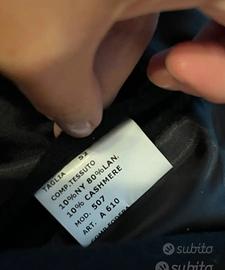 TAGLIA 52
COMP.TESSUTO
10%NY 80%LAN.
10% CASHMERE
MOD. 507
ART. A 610
subito
subito